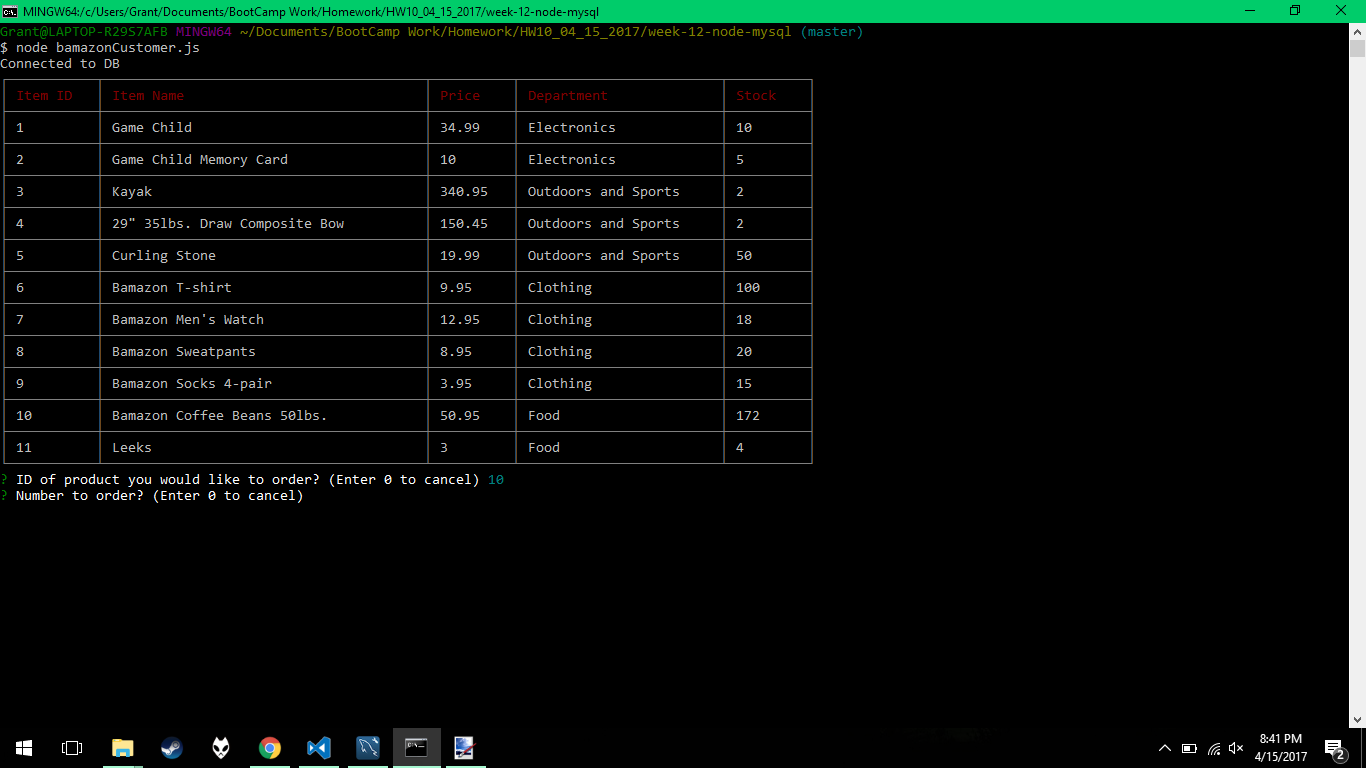 MINGW64:/c/Users/Grant/Documents/BootCamp Work/Homework/HW10_04_15_2017/week-12-node-mysql
Grant@LAPTOP-R29S7AFB MINGW64 ~/Documents/BootCamp Work/Homework/HW10_04_15_2017/week-12-node-mysql (master)
$ node bamazonCustomer.js
Connected to DB
Item ID Item Name Price Department Stock
1 Game Child 34.99 Electronics 10
2 Game Child Memory Card 10 Electronics 5
3 Kayak 340.95 Outdoors and Sports 2
4 29" 35lbs. Draw Composite Bow 150.45 Outdoors and Sports 2
5 Curling Stone 19.99 Outdoors and Sports 50
6 Bamazon T-shirt 9.95 Clothing 100
7 Bamazon Men's Watch 12.95 Clothing 18
8 Bamazon Sweatpants 8.95 Clothing 20
9 Bamazon Socks 4-pair 3.95 Clothing 15
10 Bamazon Coffee Beans 50lbs. 50.95 Food 172
11 Leeks 3 Food 4
? ID of product you would like to order? (Enter 0 to cancel) 10
? Number to order? (Enter 0 to cancel)
8:41 PM
4/15/2017
2